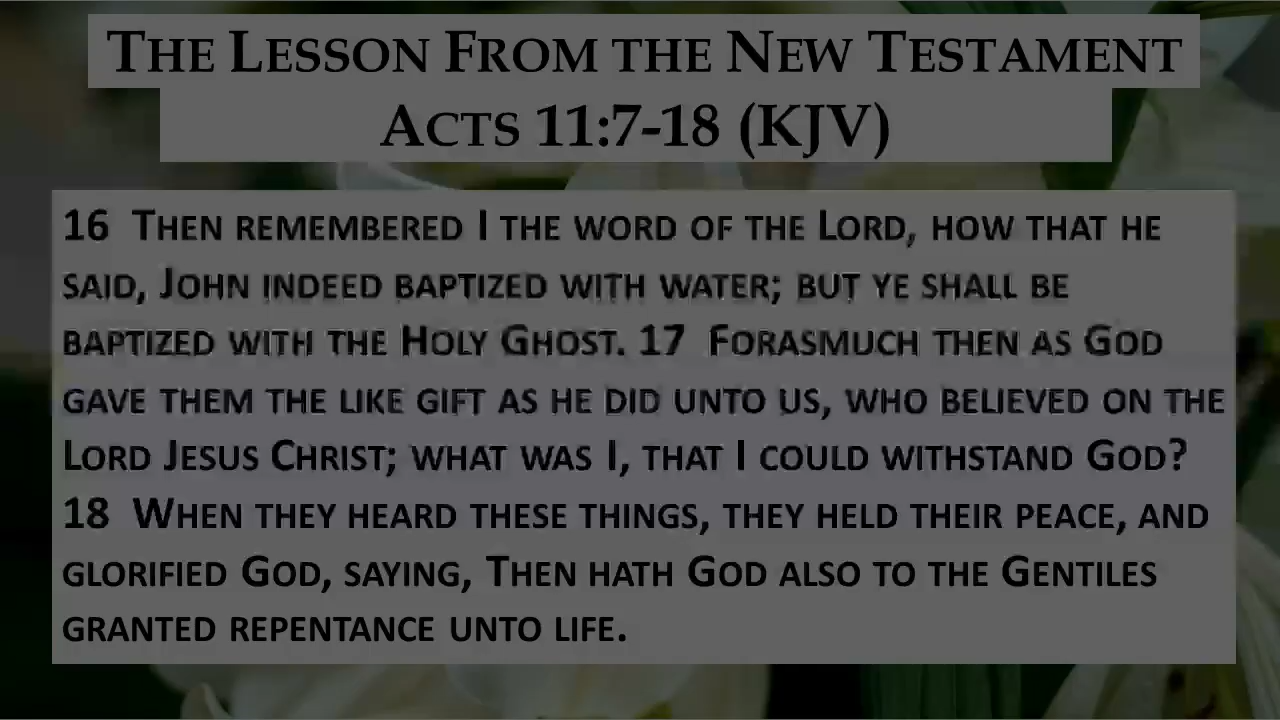 The Lesson From the New Testament
Acts 11:7-18 (KJV)
16 Then remembered I the word of the Lord, how that he
said, John indeed baptized with water; but ye shall be
baptized with the Holy Ghost. 17 Forasmuch then as God
gave them the like gift as he did unto us, who believed on the
Lord Jesus Christ; what was I, that I could withstand God?
18 When they heard these things, they held their peace, and
glorified God, saying, Then hath God also to the Gentiles
granted repentance unto life.